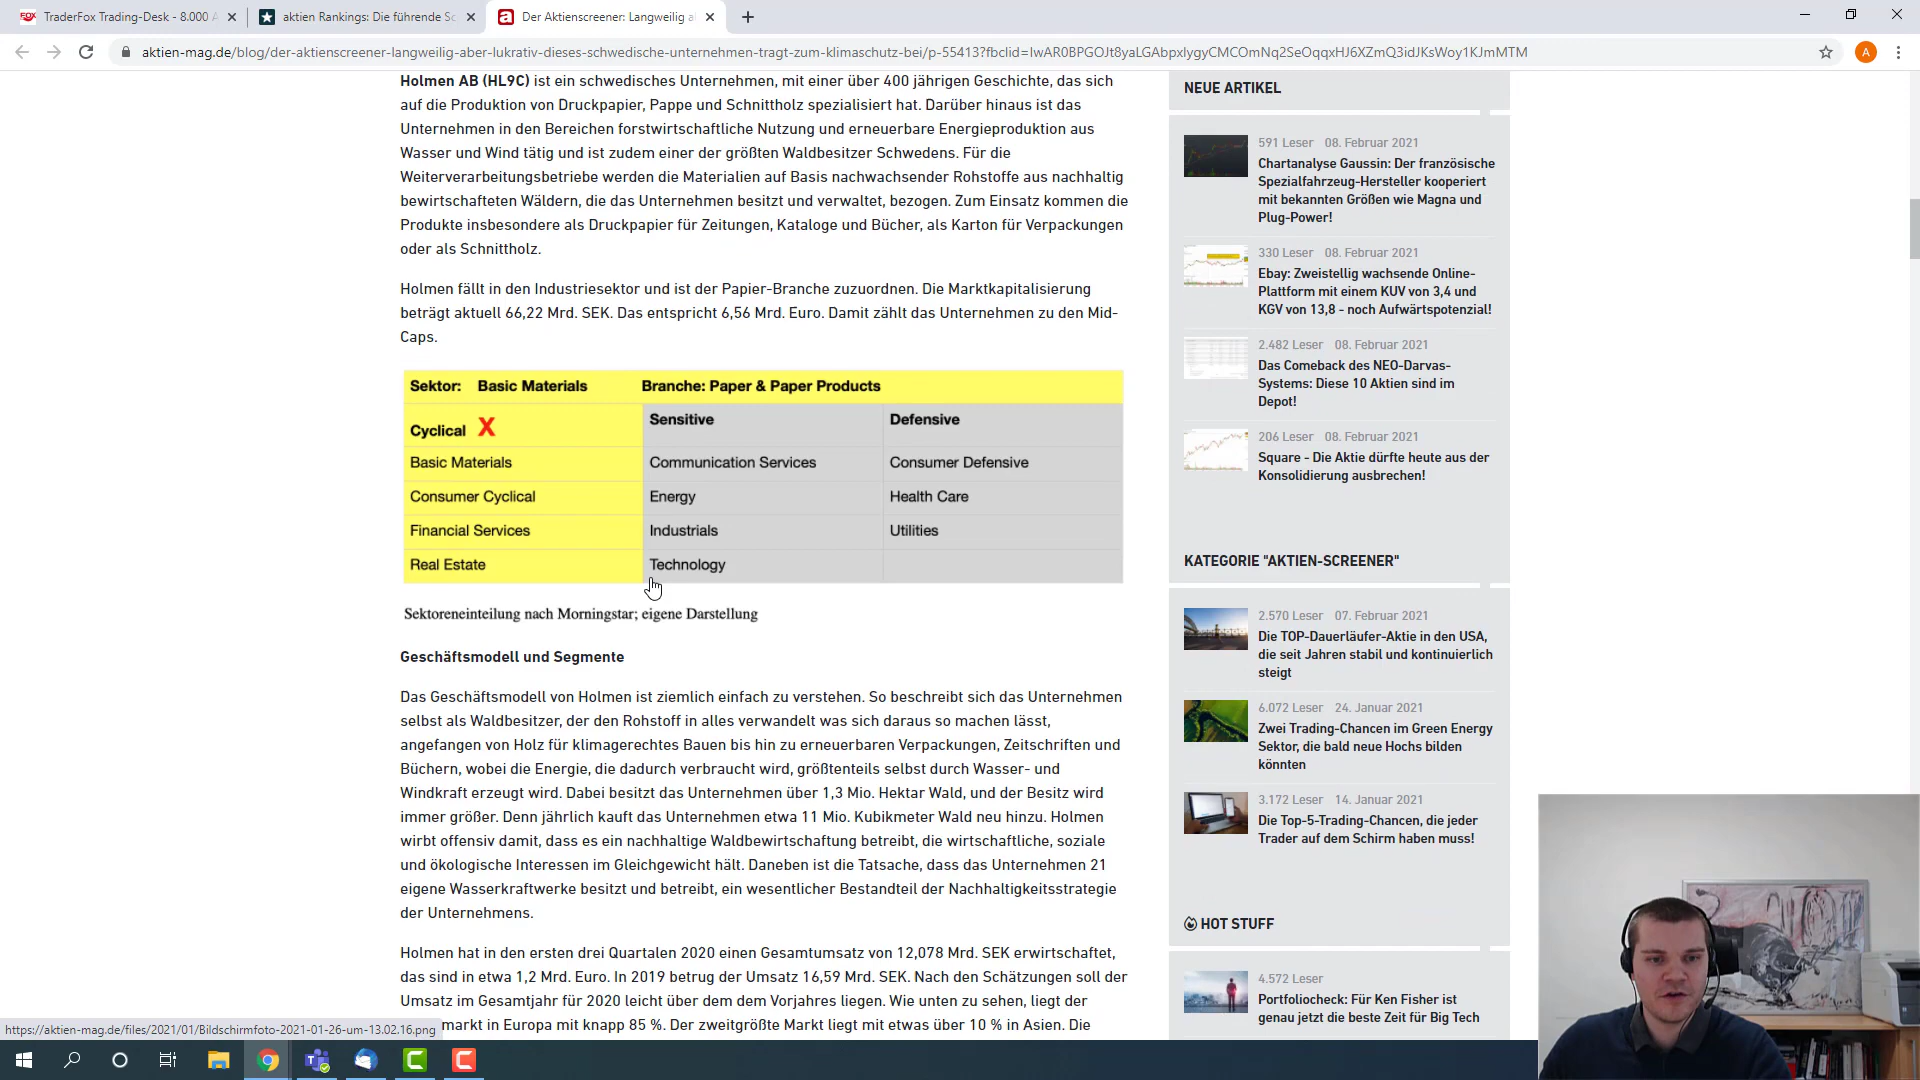 TraderFox Trading-Desk - 8.000 A
aktien Rankings: Die führende Sc
Der Aktienscreener: Langweilig a
aktien-mag.de/blog/der-aktienscreener-langweilig-aber-lukrativ-dieses-schwedische-unternehmen-tragt-zum-klimaschutz-bei/p-55413?fbclid=IwAR0BPGOJt8yaLGAbpxlygyCMCOmNq2SeOqqxHJ6XZmQ3idJKsWoy1KJmMTM
A
Holmen AB (HL9C) ist ein schwedisches Unternehmen, mit einer über 400 jährigen Geschichte, das sich
auf die Produktion von Druckpapier, Pappe und Schnittholz spezialisiert hat. Darüber hinaus ist das
Unternehmen in den Bereichen forstwirtschaftliche Nutzung und erneuerbare Energieproduktion aus
Wasser und Wind tätig und ist zudem einer der größten Waldbesitzer Schwedens. Für die
Weiterverarbeitungsbetriebe werden die Materialien auf Basis nachwachsender Rohstoffe aus nachhaltig
bewirtschafteten Wäldern, die das Unternehmen besitzt und verwaltet, bezogen. Zum Einsatz kommen die
Produkte insbesondere als Druckpapier für Zeitungen, Kataloge und Bücher, als Karton für Verpackungen
oder als Schnittholz.
Holmen fällt in den Industriesektor und ist der Papier-Branche zuzuordnen. Die Marktkapitalisierung
beträgt aktuell 66,22 Mrd. SEK. Das entspricht 6,56 Mrd. Euro. Damit zählt das Unternehmen zu den Mid-
Caps.
Sektor: Basic Materials Branche: Paper & Paper Products
Cyclical X Sensitive Defensive
Basic Materials Communication Services Consumer Defensive
Consumer Cyclical Energy Health Care
Financial Services Industrials Utilities
Real Estate Technology
Sektoreneinteilung nach Morningstar; eigene Darstellung
Geschäftsmodell und Segmente
Das Geschäftsmodell von Holmen ist ziemlich einfach zu verstehen. So beschreibt sich das Unternehmen
selbst als Waldbesitzer, der den Rohstoff in alles verwandelt was sich daraus so machen lässt,
angefangen von Holz für klimagerechtes Bauen bis hin zu erneuerbaren Verpackungen, Zeitschriften und
Büchern, wobei die Energie, die dadurch verbraucht wird, größtenteils selbst durch Wasser- und
Windkraft erzeugt wird. Dabei besitzt das Unternehmen über 1,3 Mio. Hektar Wald, und der Besitz wird
immer größer. Denn jährlich kauft das Unternehmen etwa 11 Mio. Kubikmeter Wald neu hinzu. Holmen
wirbt offensiv damit, dass es ein nachhaltige Waldbewirtschaftung betreibt, die wirtschaftliche, soziale
und ökologische Interessen im Gleichgewicht hält. Daneben ist die Tatsache, dass das Unternehmen 21
eigene Wasserkraftwerke besitzt und betreibt, ein wesentlicher Bestandteil der Nachhaltigkeitsstrategie
der Unternehmens.
Holmen hat in den ersten drei Quartalen 2020 einen Gesamtumsatz von 12,078 Mrd. SEK erwirtschaftet,
das sind in etwa 1,2 Mrd. Euro. In 2019 betrug der Umsatz 16,59 Mrd. SEK. Nach den Schätzungen soll der
Umsatz im Gesamtjahr für 2020 leicht über dem dem Vorjahres liegen. Wie unten zu sehen, liegt der
markt in Europa mit knapp 85 %. Der zweitgrößte Markt liegt mit etwas über 10 % in Asien. Die
https://aktien-mag.de/files/2021/01/Bildschirmfoto-2021-01-26-um-13.02.16.png
NEUE ARTIKEL
591 Leser 08. Februar 2021
Chartanalyse Gaussin: Der französische
Spezialfahrzeug-Hersteller kooperiert
mit bekannten Größen wie Magna und
Plug-Power!
330 Leser 08. Februar 2021
Ebay: Zweistellig wachsende Online-
Plattform mit einem KUV von 3,4 und
KGV von 13,8 - noch Aufwärtspotenzial!
2.482 Leser 08. Februar 2021
Das Comeback des NEO-Darvas-
Systems: Diese 10 Aktien sind im
Depot!
206 Leser 08. Februar 2021
Square - Die Aktie dürfte heute aus der
Konsolidierung ausbrechen!
KATEGORIE "AKTIEN-SCREENER"
2.570 Leser 07. Februar 2021
Die TOP-Dauerläufer-Aktie in den USA,
die seit Jahren stabil und kontinuierlich
steigt
6.072 Leser 24. Januar 2021
Zwei Trading-Chancen im Green Energy
Sektor, die bald neue Hochs bilden
könnten
3.172 Leser 14. Januar 2021
Die Top-5-Trading-Chancen, die jeder
Trader auf dem Schirm haben muss!
HOT STUFF
4.572 Leser
Portfoliocheck: Für Ken Fisher ist
genau jetzt die beste Zeit für Big Tech